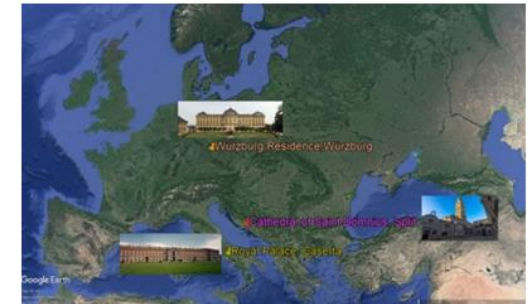 Wurzburg Residence, Wurzburg
Cathedral of Saint Domnius, Split
Royal Palace, Caserta
Google Earth